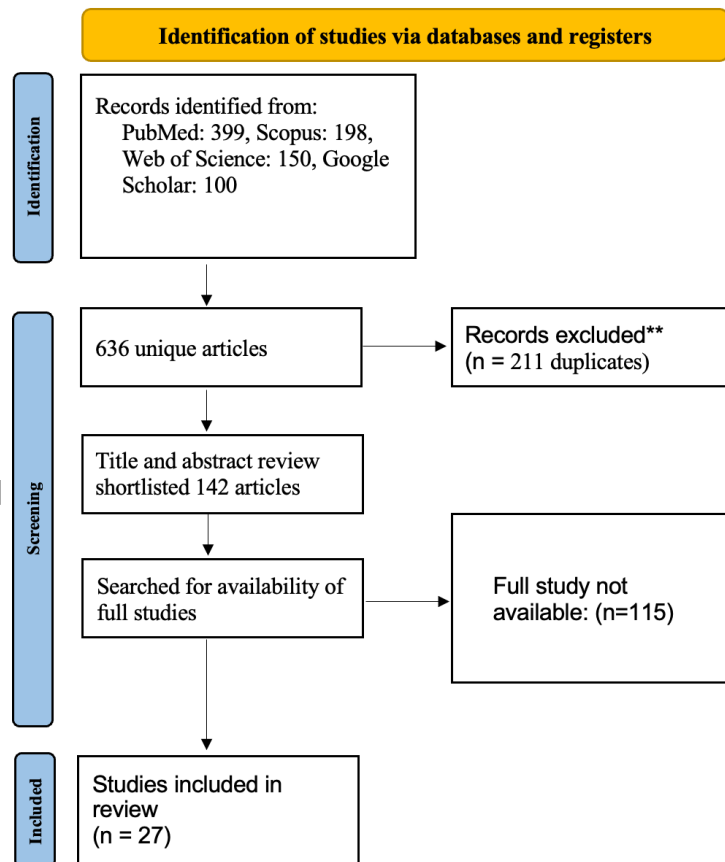 Identification of studies via databases and registers
Identification
Records identified from:
PubMed: 399, Scopus: 198,
Web of Science: 150, Google
Scholar: 100
Screening
636 unique articles
Records excluded**
(n = 211 duplicates)
Title and abstract review
shortlisted 142 articles
Searched for availability of
full studies
Full study not
available: (n=115)
Included
Studies included in
review
(n = 27)